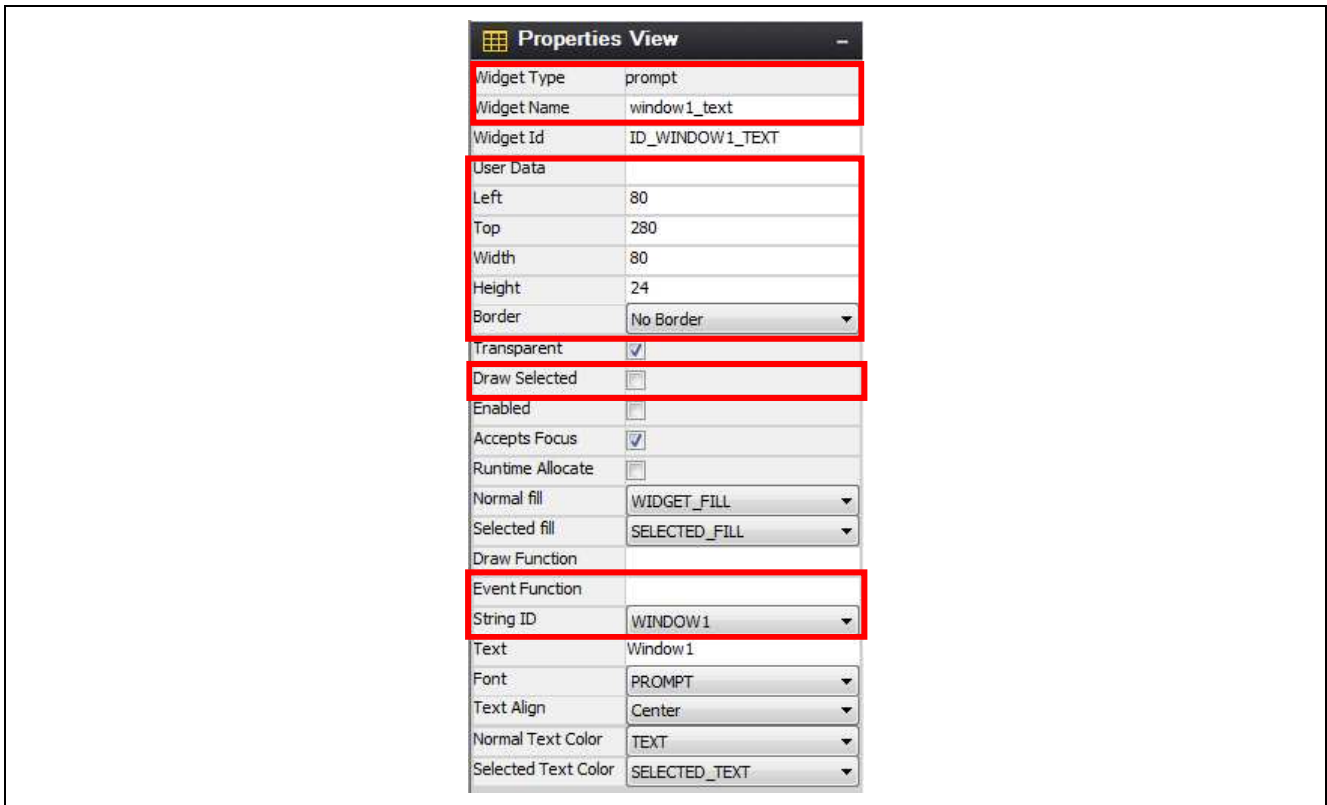 Properties View
Widget Type prompt
Widget Name window1_text
Widget Id ID_WINDOW1_TEXT
User Data
Left 80
Top 280
Width 80
Height 24
Border No Border
Transparent
Draw Selected
Enabled
Accepts Focus
Runtime Allocate
Normal fill WIDGET_FILL
Selected fill SELECTED_FILL
Draw Function
Event Function
String ID WINDOW1
Text Window1
Font PROMPT
Text Align Center
Normal Text Color TEXT
Selected Text Color SELECTED_TEXT